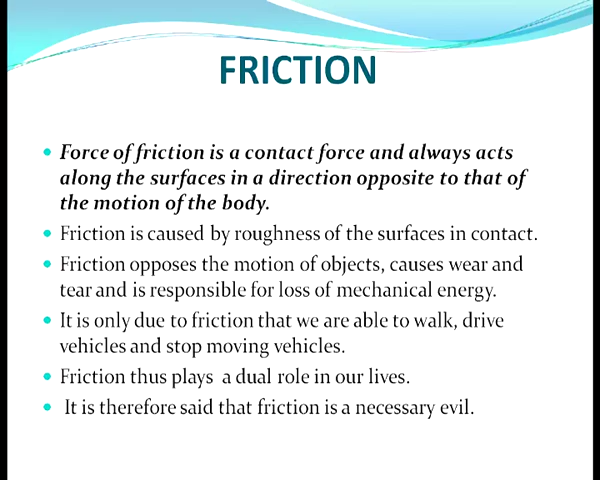 FRICTION
• Force of friction is a contact force and always acts
along the surfaces in a direction opposite to that of
the motion of the body.
• Friction is caused by roughness of the surfaces in contact.
• Friction opposes the motion of objects, causes wear and
tear and is responsible for loss of mechanical energy.
• It is only due to friction that we are able to walk, drive
vehicles and stop moving vehicles.
• Friction thus plays a dual role in our lives.
• It is therefore said that friction is a necessary evil.